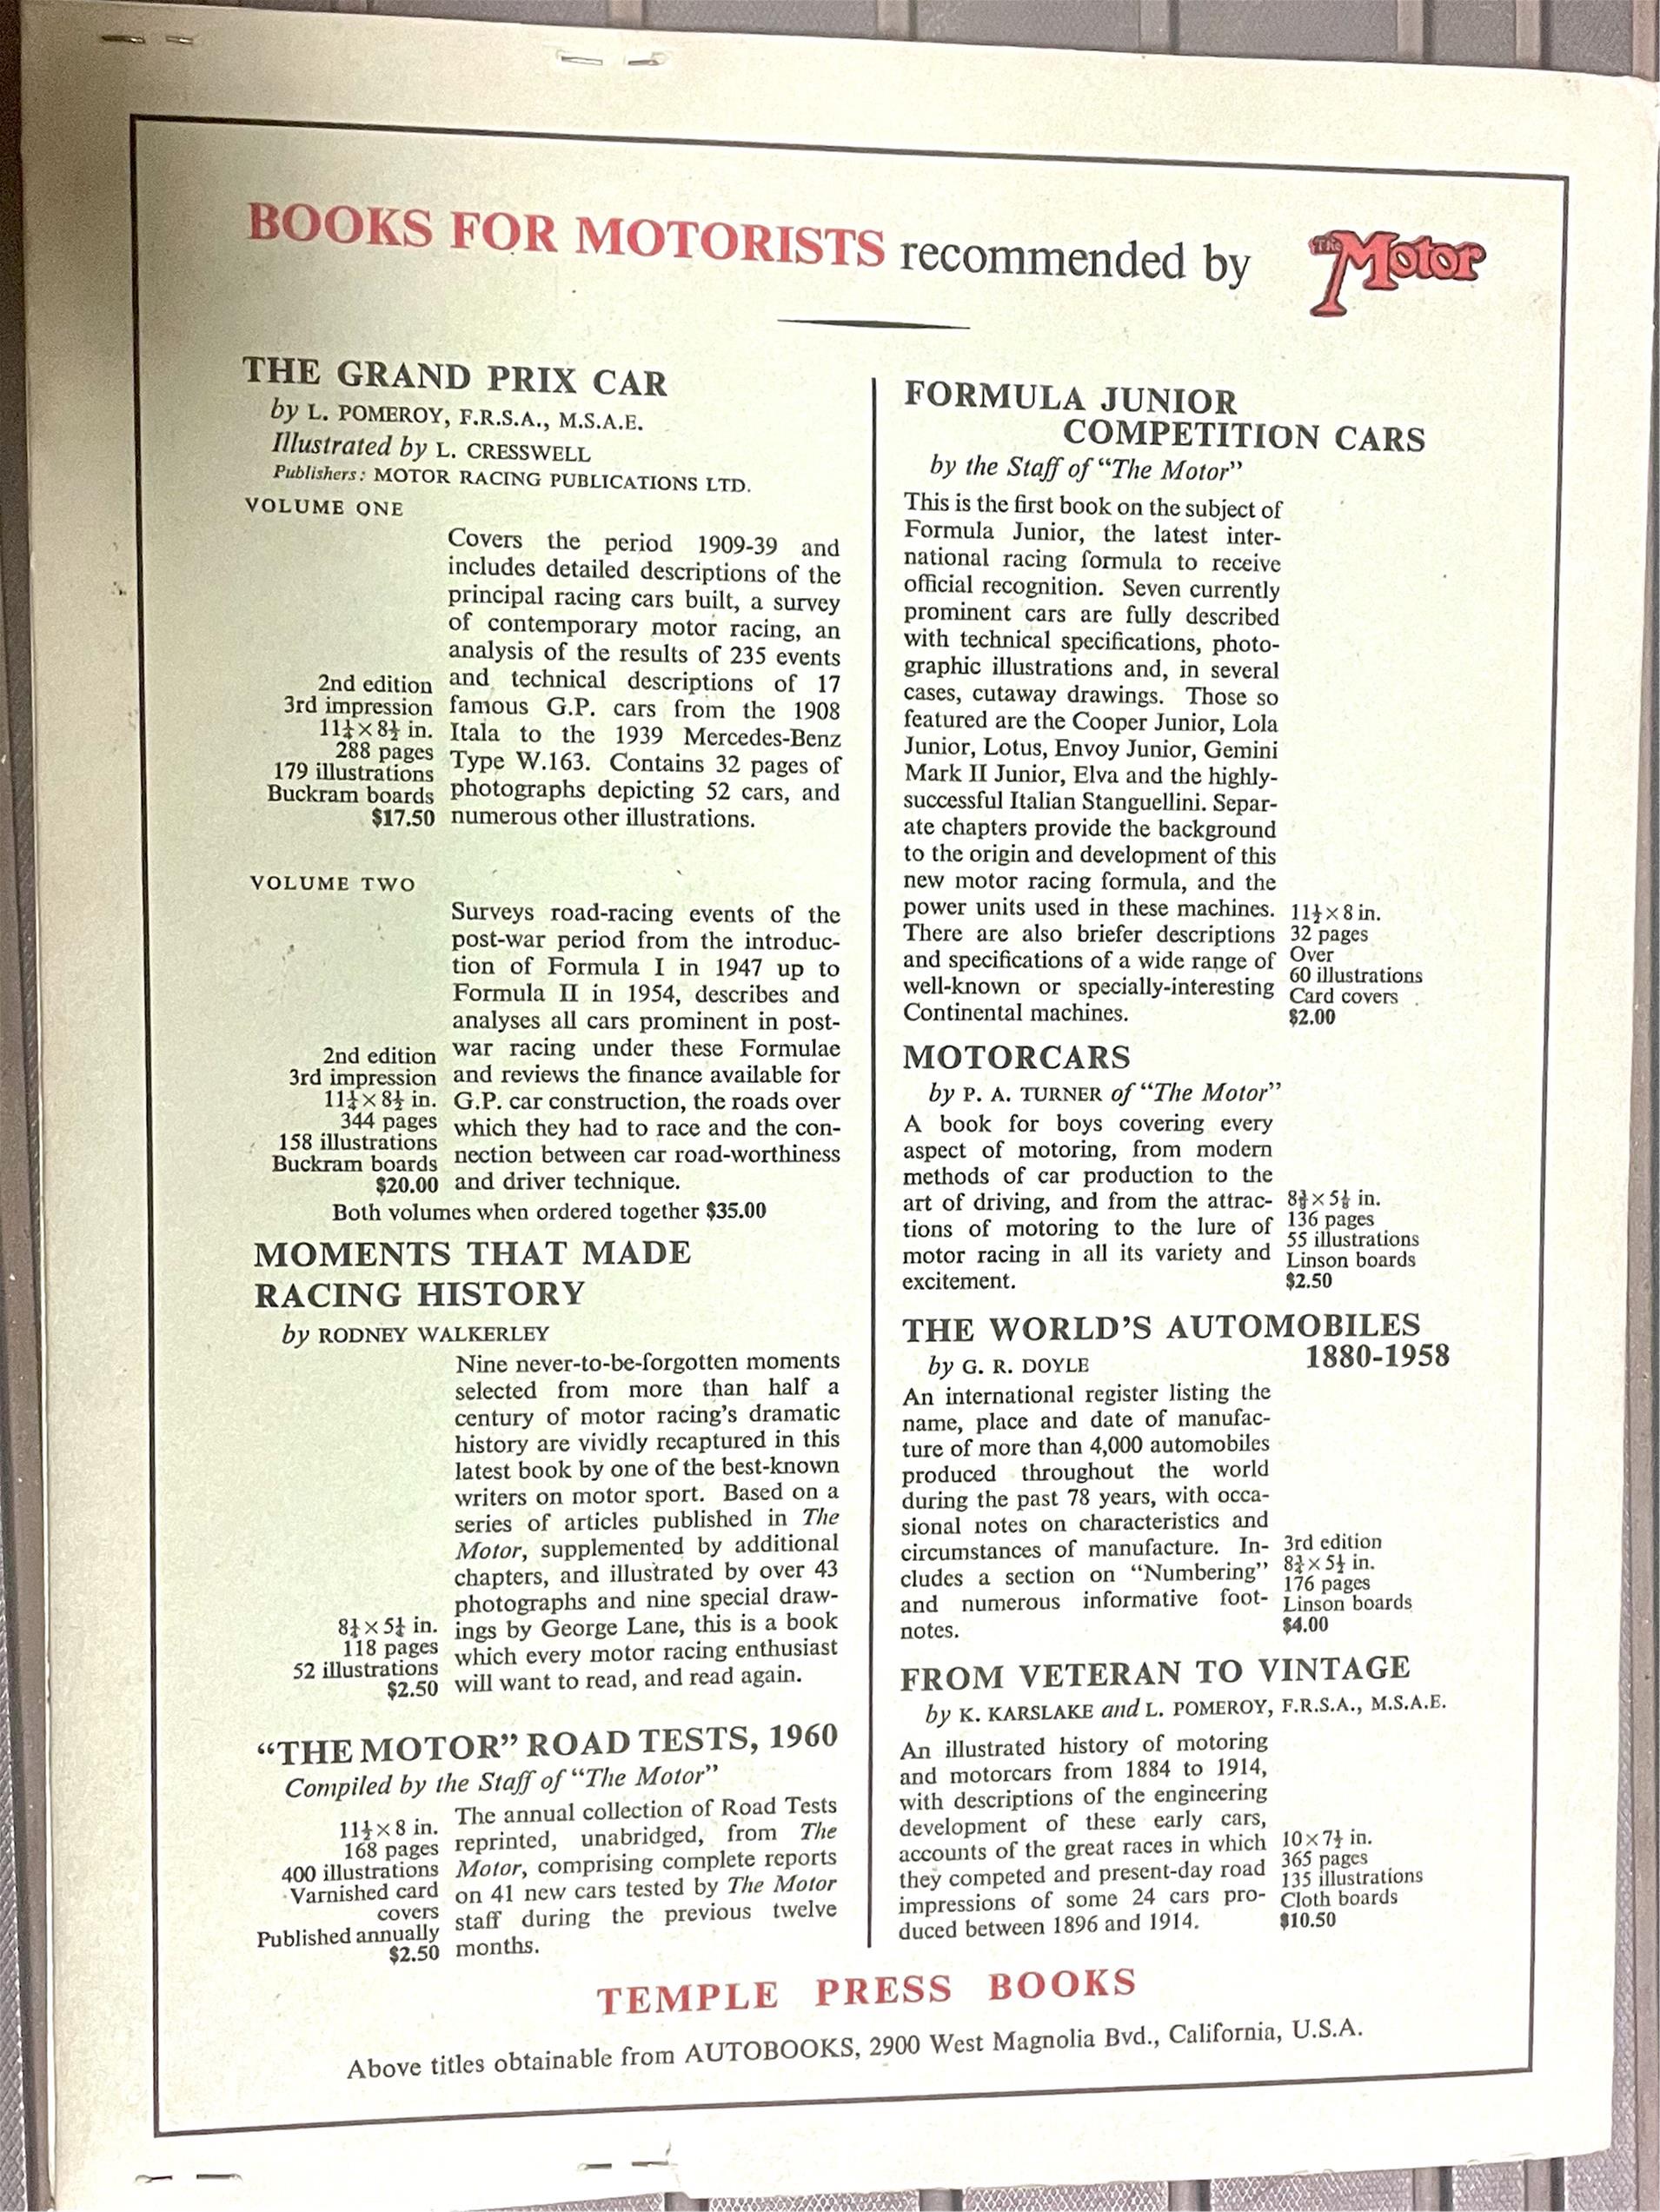 BOOKS FOR MOTORISTS recommended by The Motor
THE GRAND PRIX CAR
by L. POMEROY, F.R.S.A., M.S.A.E.
Illustrated by L. CRESSWELL
Publishers: MOTOR RACING PUBLICATIONS LTD.
VOLUME ONE
Covers the period 1909-39 and
includes detailed descriptions of the
principal racing cars built, a survey
of contemporary motor racing, an
analysis of the results of 235 events
and technical descriptions of 17
famous G.P. cars from the 1908
Itala to the 1939 Mercedes-Benz
Type W.163. Contains 32 pages of
photographs depicting 52 cars, and
numerous other illustrations.
2nd edition
3rd impression
in.
288 pages
179 illustrations
Buckram boards
$17.50
VOLUME TWO
Surveys road-racing events of the
post-war period from the introduc-
tion of Formula I in 1947 up to
Formula II in 1954, describes and
analyses all cars prominent in post-
war racing under these Formulae
and reviews the finance available for
G.P. car construction, the roads over
which they had to race and the con-
nection between car road-worthiness
and driver technique.
2nd edition
3rd impression
in.
344 pages
158 illustrations
Buckram boards
$20.00
Both volumes when ordered together $35.00
MOMENTS THAT MADE
RACING HISTORY
by RODNEY WALKERLEY
Nine never-to-be-forgotten moments
selected from more than half a
century of motor racing's dramatic
history are vividly recaptured in this
latest book by one of the best-known
writers on motor sport. Based on a
series of articles published in The
Motor, supplemented by additional
chapters, and illustrated by over 43
photographs and nine special draw-
ings by George Lane, this is a book
which every motor racing enthusiast
will want to read, and read again.
in.
118 pages
52 illustrations
$2.50
"THE MOTOR" ROAD TESTS, 1960
Compiled by the Staff of "The Motor"
The annual collection of Road Tests
reprinted, unabridged, from The
Motor, comprising complete reports
on 41 new cars tested by The Motor
staff during the previous twelve
months.
× 8 in.
168 pages
400 illustrations
Varnished card
covers
Published annually
$2.50
FORMULA JUNIOR
COMPETITION CARS
by the Staff of "The Motor"
This is the first book on the subject of
Formula Junior, the latest inter-
national racing formula to receive
official recognition. Seven currently
prominent cars are fully described
with technical specifications, photo-
graphic illustrations and, in several
cases, cutaway drawings. Those so
featured are the Cooper Junior, Lola
Junior, Lotus, Envoy Junior, Gemini
Mark II Junior, Elva and the highly-
successful Italian Stanguellini. Separ-
ate chapters provide the background
to the origin and development of this
new motor racing formula, and the
power units used in these machines.
There are also briefer descriptions
and specifications of a wide range of
well-known or specially-interesting
Continental machines.
× 8 in.
32 pages
Over
60 illustrations
Card covers
$2.00
MOTORCARS
by P. A. TURNER of "The Motor"
A book for boys covering every
aspect of motoring, from modern
methods of car production to the
art of driving, and from the attrac-
tions of motoring to the lure of
motor racing in all its variety and
excitement.
in.
136 pages
55 illustrations
Linson boards
$2.50
THE WORLD'S AUTOMOBILES
1880-1958
by G. R. DOYLE
An international register listing the
name, place and date of manufac-
ture of more than 4,000 automobiles
produced throughout the world
during the past 78 years, with occa-
sional notes on characteristics and
circumstances of manufacture. In-
cludes a section on "Numbering"
and numerous informative foot-
notes.
3rd edition
in.
176 pages
Linson boards
$4.00
FROM VETERAN TO VINTAGE
by K. KARSLAKE and L. POMEROY, F.R.S.A., M.S.A.E.
An illustrated history of motoring
and motorcars from 1884 to 1914,
with descriptions of the engineering
development of these early cars,
accounts of the great races in which
they competed and present-day road
impressions of some 24 cars pro-
duced between 1896 and 1914.
10 × in.
365 pages
135 illustrations
Cloth boards
$10.50
TEMPLE PRESS BOOKS
Above titles obtainable from AUTOBOOKS, 2900 West Magnolia Bvd., California, U.S.A.